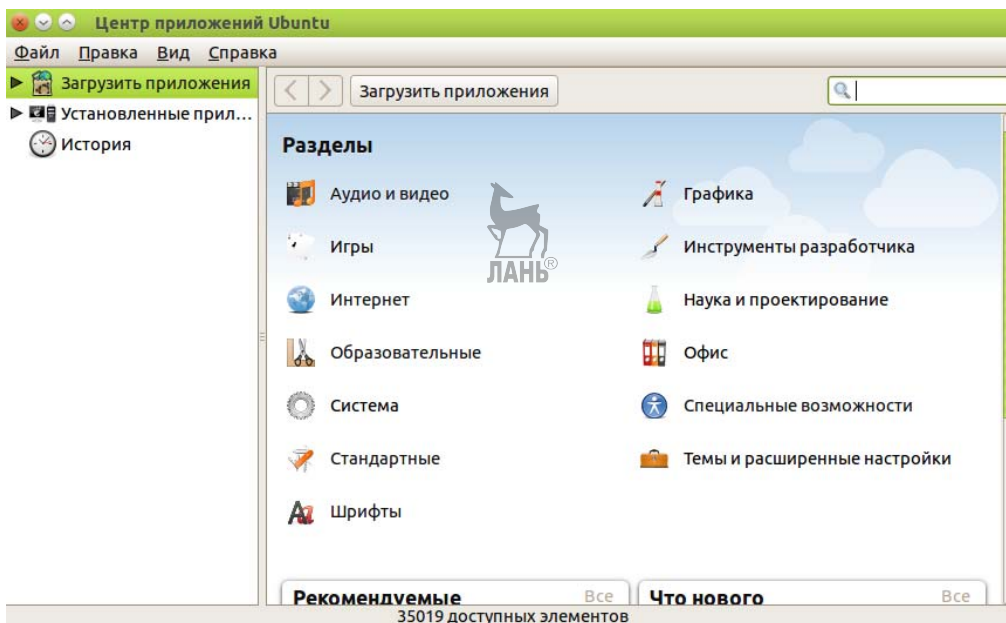 Центр приложений Ubuntu
Файл Правка Вид Справка
Загрузить приложения
Установленные прил...
История
Загрузить приложения
Разделы
Аудио и видео
Графика
Игры
Инструменты разработчика
Интернет
Наука и проектирование
Образовательные
Офис
Система
Специальные возможности
Стандартные
Темы и расширенные настройки
Шрифты
ЛАНЬ®
Рекомендуемые Все
Что нового Все
35019 доступных элементов